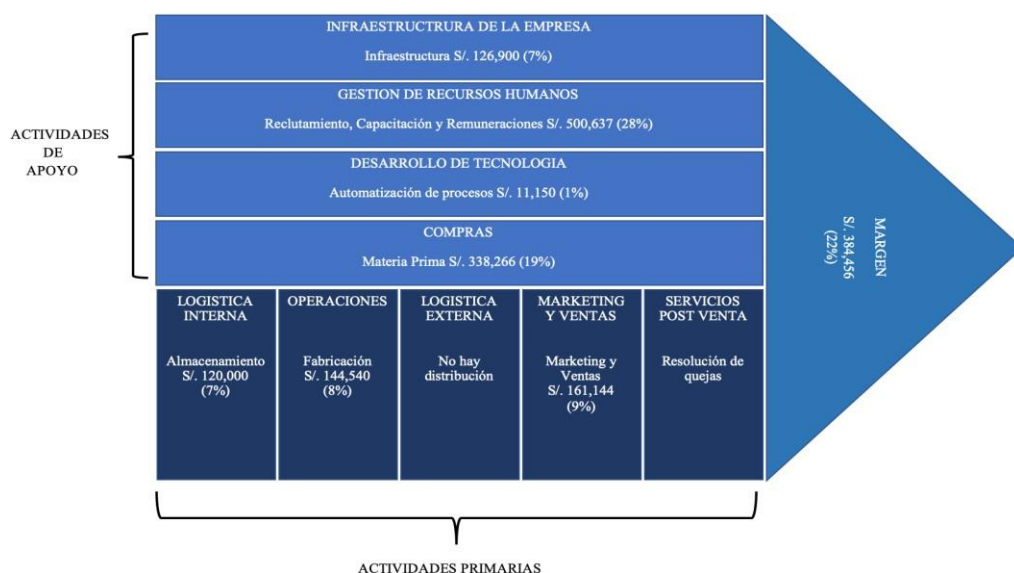 INFRAESTRUCTRURA DE LA EMPRESA
Infraestructura S/. 126,900 (7%)
GESTION DE RECURSOS HUMANOS
Reclutamiento, Capacitación y Remuneraciones S/. 500,637 (28%)
ACTIVIDADES
DE
APOYO
DESARROLLO DE TECNOLOGIA
Automatización de procesos S/. 11,150 (1%)
COMPRAS
Materia Prima S/. 338,266 (19%)
MARGEN
S/. 384,456
(22%)
LOGISTICA
INTERNA
Almacenamiento
S/. 120,000
(7%)
OPERACIONES
Fabricación
S/. 144,540
(8%)
LOGISTICA
EXTERNA
No hay
distribución
MARKETING
Y VENTAS
Marketing y
Ventas
S/. 161,144
(9%)
SERVICIOS
POST VENTA
Resolución de
quejas
ACTIVIDADES PRIMARIAS